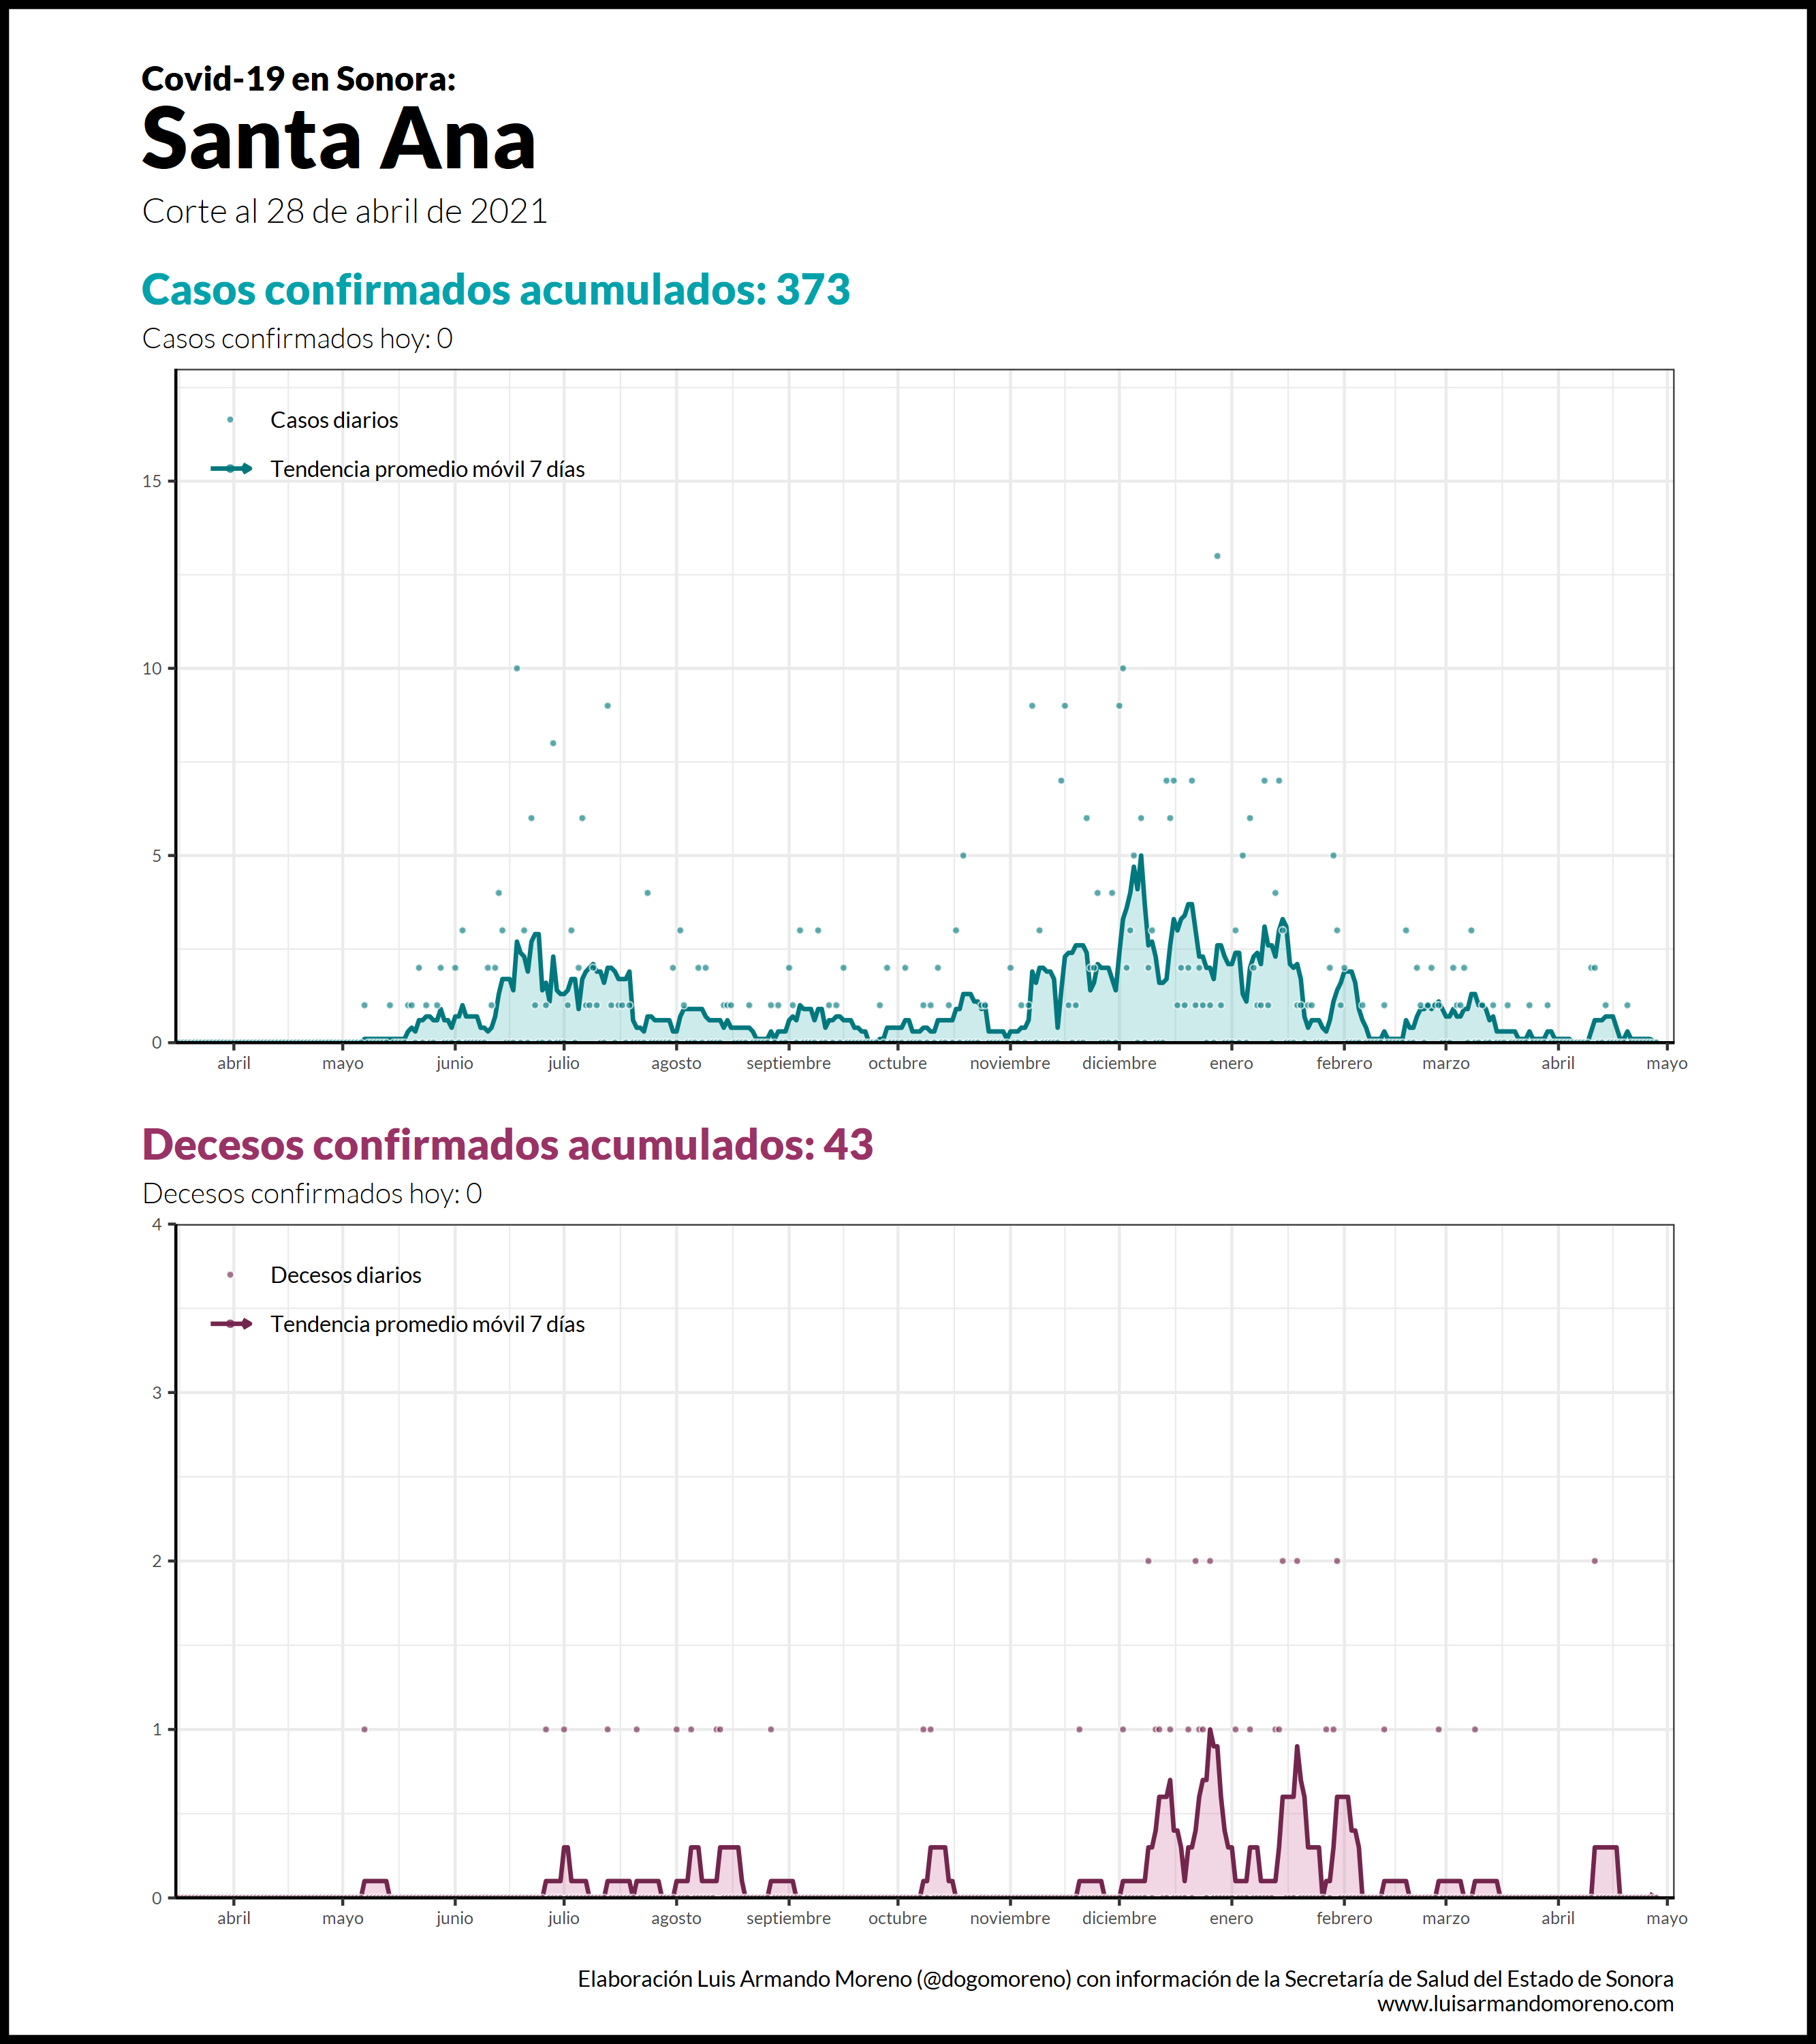 Covid-19 en Sonora:
Santa Ana
Corte al 28 de abril de 2021
Casos confirmados acumulados: 373
Casos confirmados hoy: 0
Casos diarios
Tendencia promedio móvil 7 días
15
10
5
0
abril mayo junio julio agosto septiembre octubre noviembre diciembre enero febrero marzo abril mayo
Decesos confirmados acumulados: 43
Decesos confirmados hoy: 0
4
Decesos diarios
Tendencia promedio móvil 7 días
3
2
1
0
abril mayo junio julio agosto septiembre octubre noviembre diciembre enero febrero marzo abril mayo
Elaboración Luis Armando Moreno (@dogomoreno) con información de la Secretaría de Salud del Estado de Sonora
www.luisarmandomoreno.com